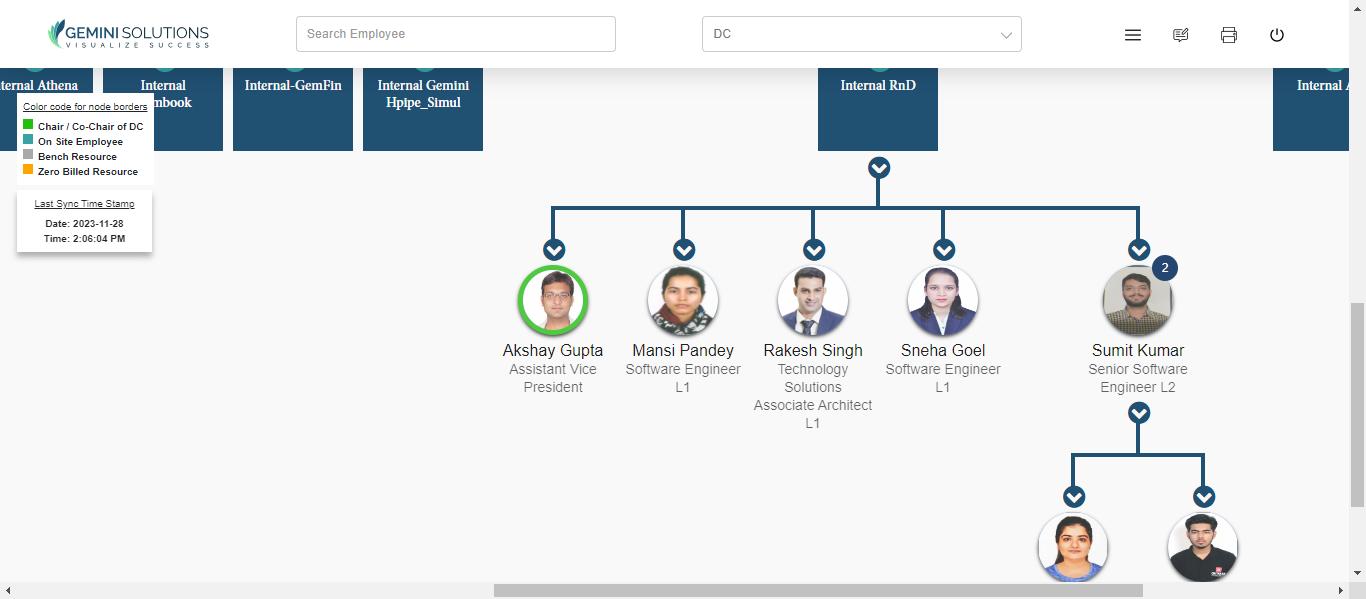 GEMINI SOLUTIONS
VISUALIZE SUCCESS
Search Employee
DC
Internal
Internal-GemFin
Internal Gemini
Hpipe_Simul
Internal RnD
Internal
Athena
Color code for node borders
Chair / Co-Chair of DC
On Site Employee
Bench Resource
Zero Billed Resource
Last Sync Time Stamp
Date: 2023-11-28
Time: 2:06:04 PM
2
Akshay Gupta
Assistant Vice
President
Mansi Pandey
Software Engineer
L1
Rakesh Singh
Technology
Solutions
Associate Architect
L1
Sneha Goel
Software Engineer
L1
Sumit Kumar
Senior Software
Engineer L2